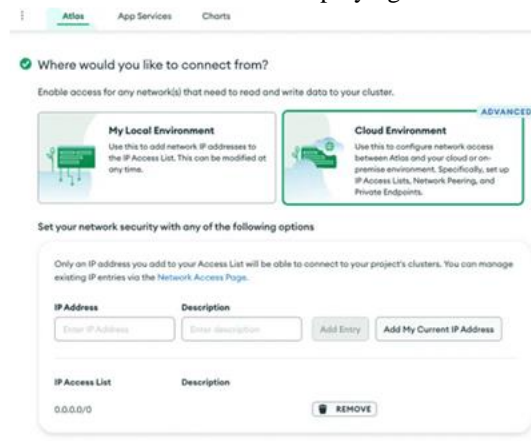 Atlas App Services Charts
Where would you like to connect from?
Enable access for any network(s) that need to read and write data to your cluster.
ADVANCED
My Local Environment
Use this to add network IP addresses to
the IP Access List. This can be modified at
any time.
Cloud Environment
Use this to configure network access
between Atlas and your cloud or on-
premise environment. Specifically, set up
IP Access Lists, Network Peering, and
Private Endpoints.
Set your network security with any of the following options
Only an IP address you add to your Access List will be able to connect to your project's clusters. You can manage
existing IP entries via the Network Access Page.
IP Address Description
Enter IP Address Enter description Add Entry Add My Current IP Address
IP Access List Description
0.0.0.0/0 REMOVE